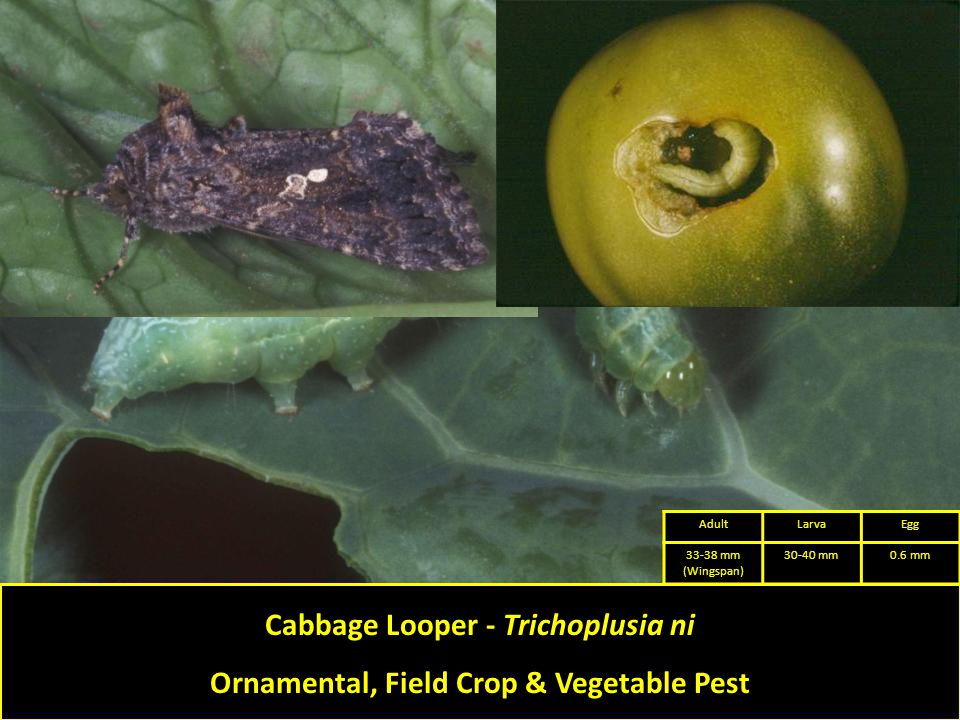 Adult Larva Egg
33-38 mm (Wingspan) 30-40 mm 0.6 mm
Cabbage Looper - Trichoplusia ni
Ornamental, Field Crop & Vegetable Pest